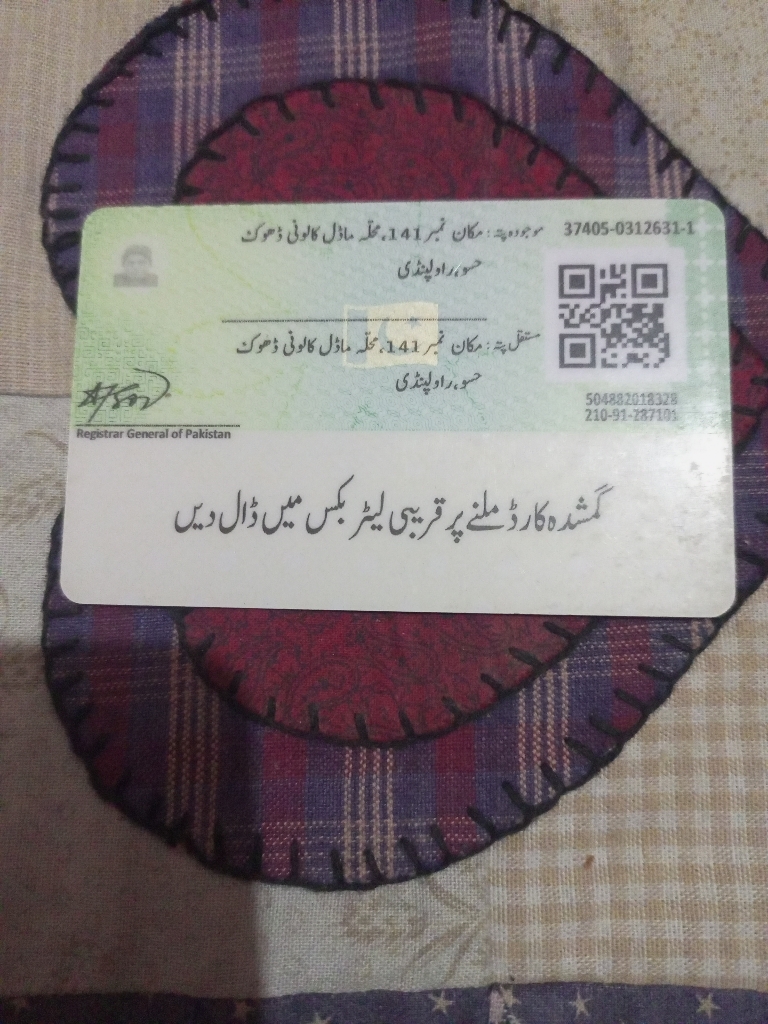 37405-0312631-1
موجودہ پتہ: مکان نمبر 141، محلّہ ماڈل کالونی ڈھوک
حسو، راولپنڈی
مستقل پتہ: مکان نمبر 141، محلّہ ماڈل کالونی ڈھوک
حسو، راولپنڈی
504882018328
210-91-287101
Registrar General of Pakistan
گمشدہ کارڈ ملنے پر قریبی لیٹر بکس میں ڈال دیں